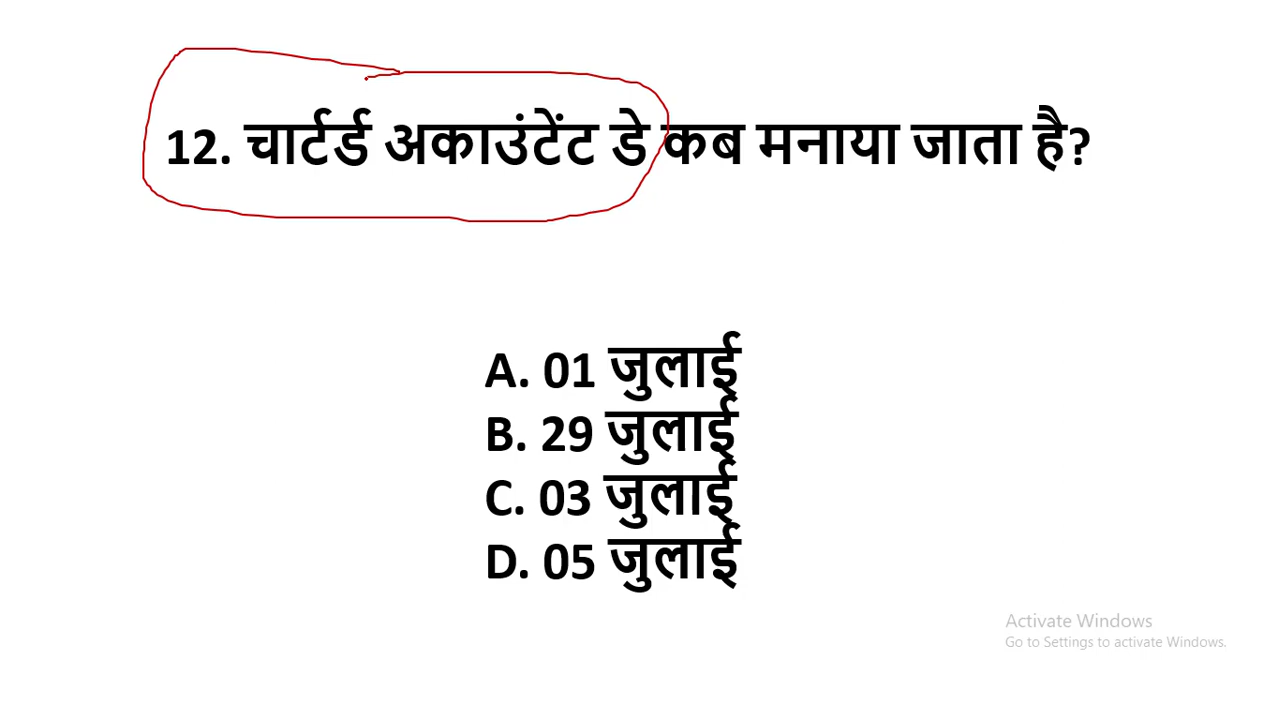 12. चार्टर्ड अकाउंटेंट डे कब मनाया जाता है?
A. 01 जुलाई
B. 29 जुलाई
C. 03 जुलाई
D. 05 जुलाई
Activate Windows
Go to Settings to activate Windows.